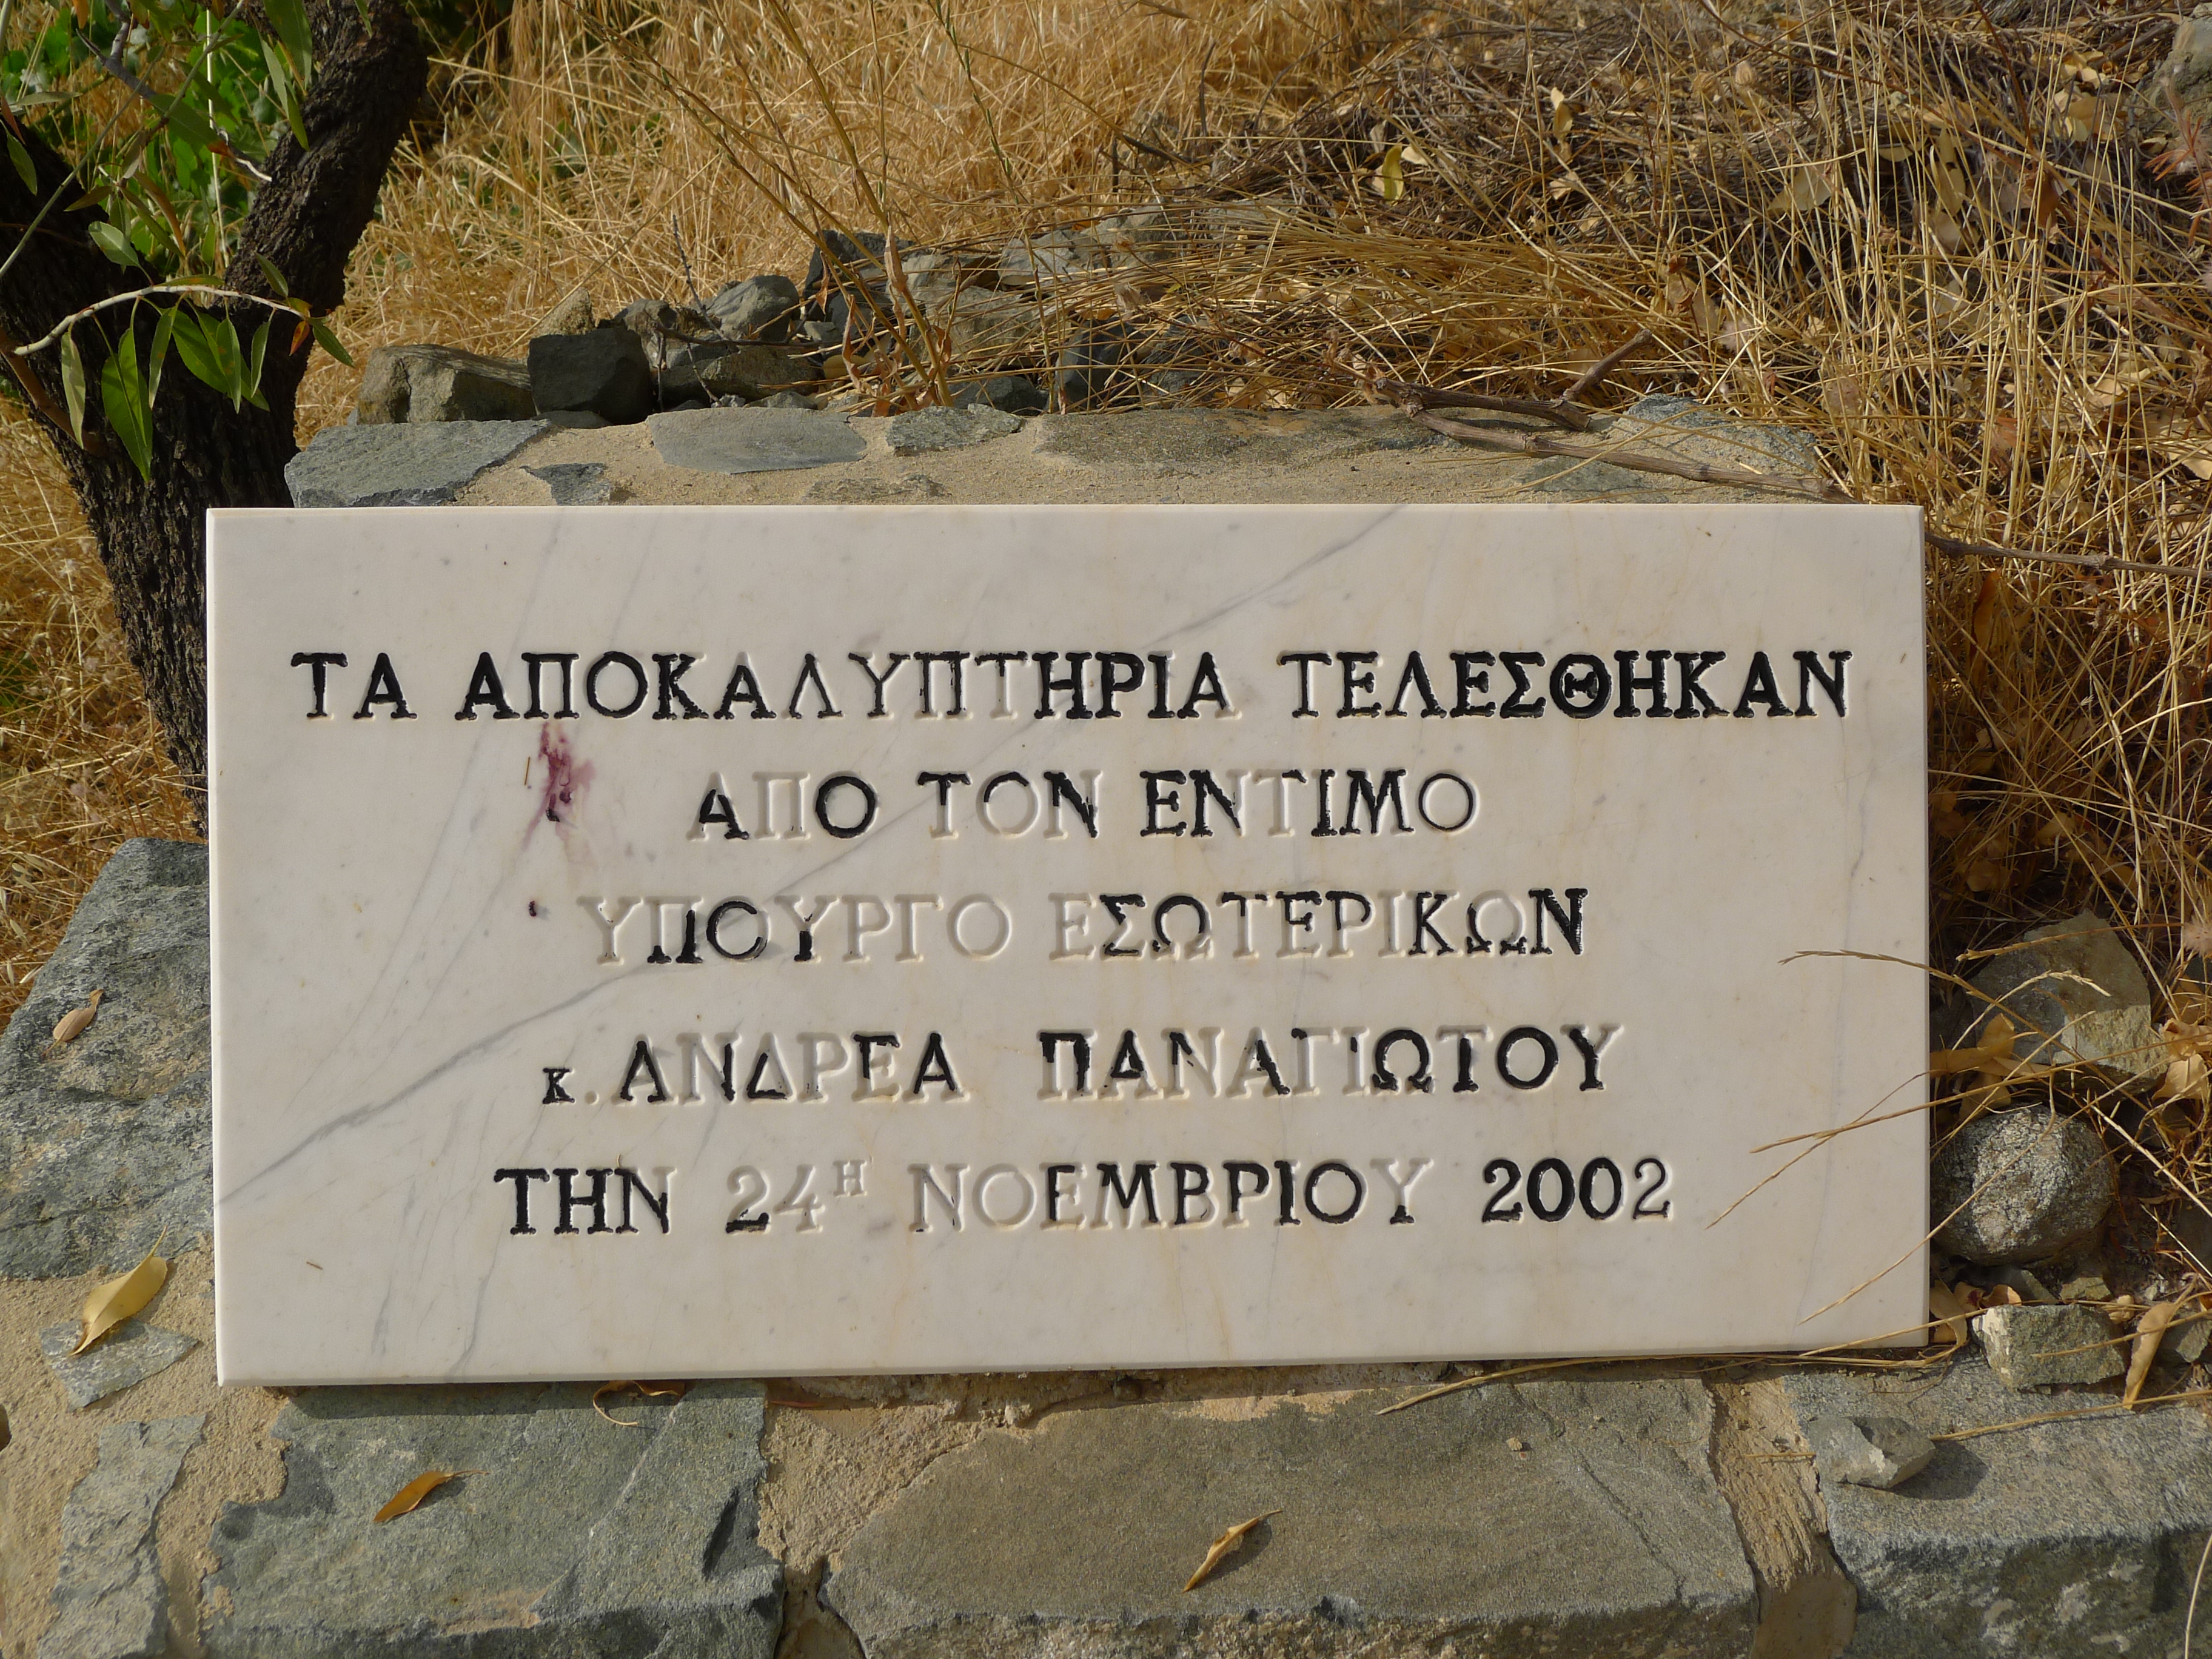 ΤΑ ΑΠΟΚΑΛΥΠΤΗΡΙΑ ΤΕΛΕΣΘΗΚΑΝ
ΑΠΟ ΤΟΝ ΕΝΤΙΜΟ
ΥΠΟΥΡΓΟ ΕΣΩΤΕΡΙΚΩΝ
κ. ΑΝΔΡΕΑ ΠΑΝΑΓΙΩΤΟΥ
ΤΗΝ 24Η ΝΟΕΜΒΡΙΟΥ 2002